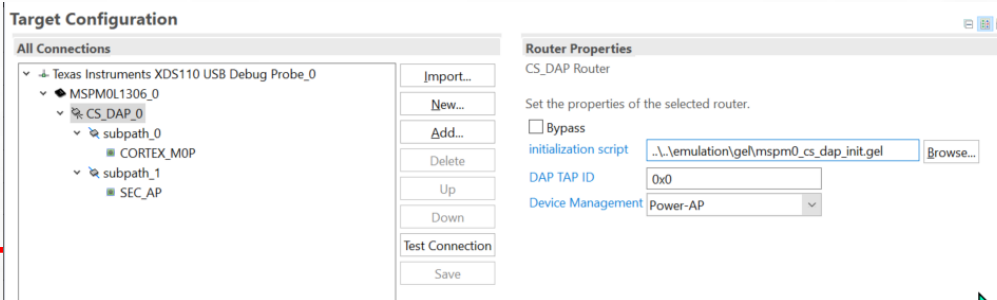 Target Configuration
All Connections
Texas Instruments XDS110 USB Debug Probe_0
MSPM0L1306_0
CS_DAP_0
subpath_0
CORTEX_M0P
subpath_1
SEC_AP
Import...
New...
Add...
Delete
Up
Down
Test Connection
Save
Router Properties
CS_DAP Router
Set the properties of the selected router.
Bypass
initialization script ..\..\emulation\gel\mspm0_cs_dap_init.gel Browse...
DAP TAP ID 0x0
Device Management Power-AP